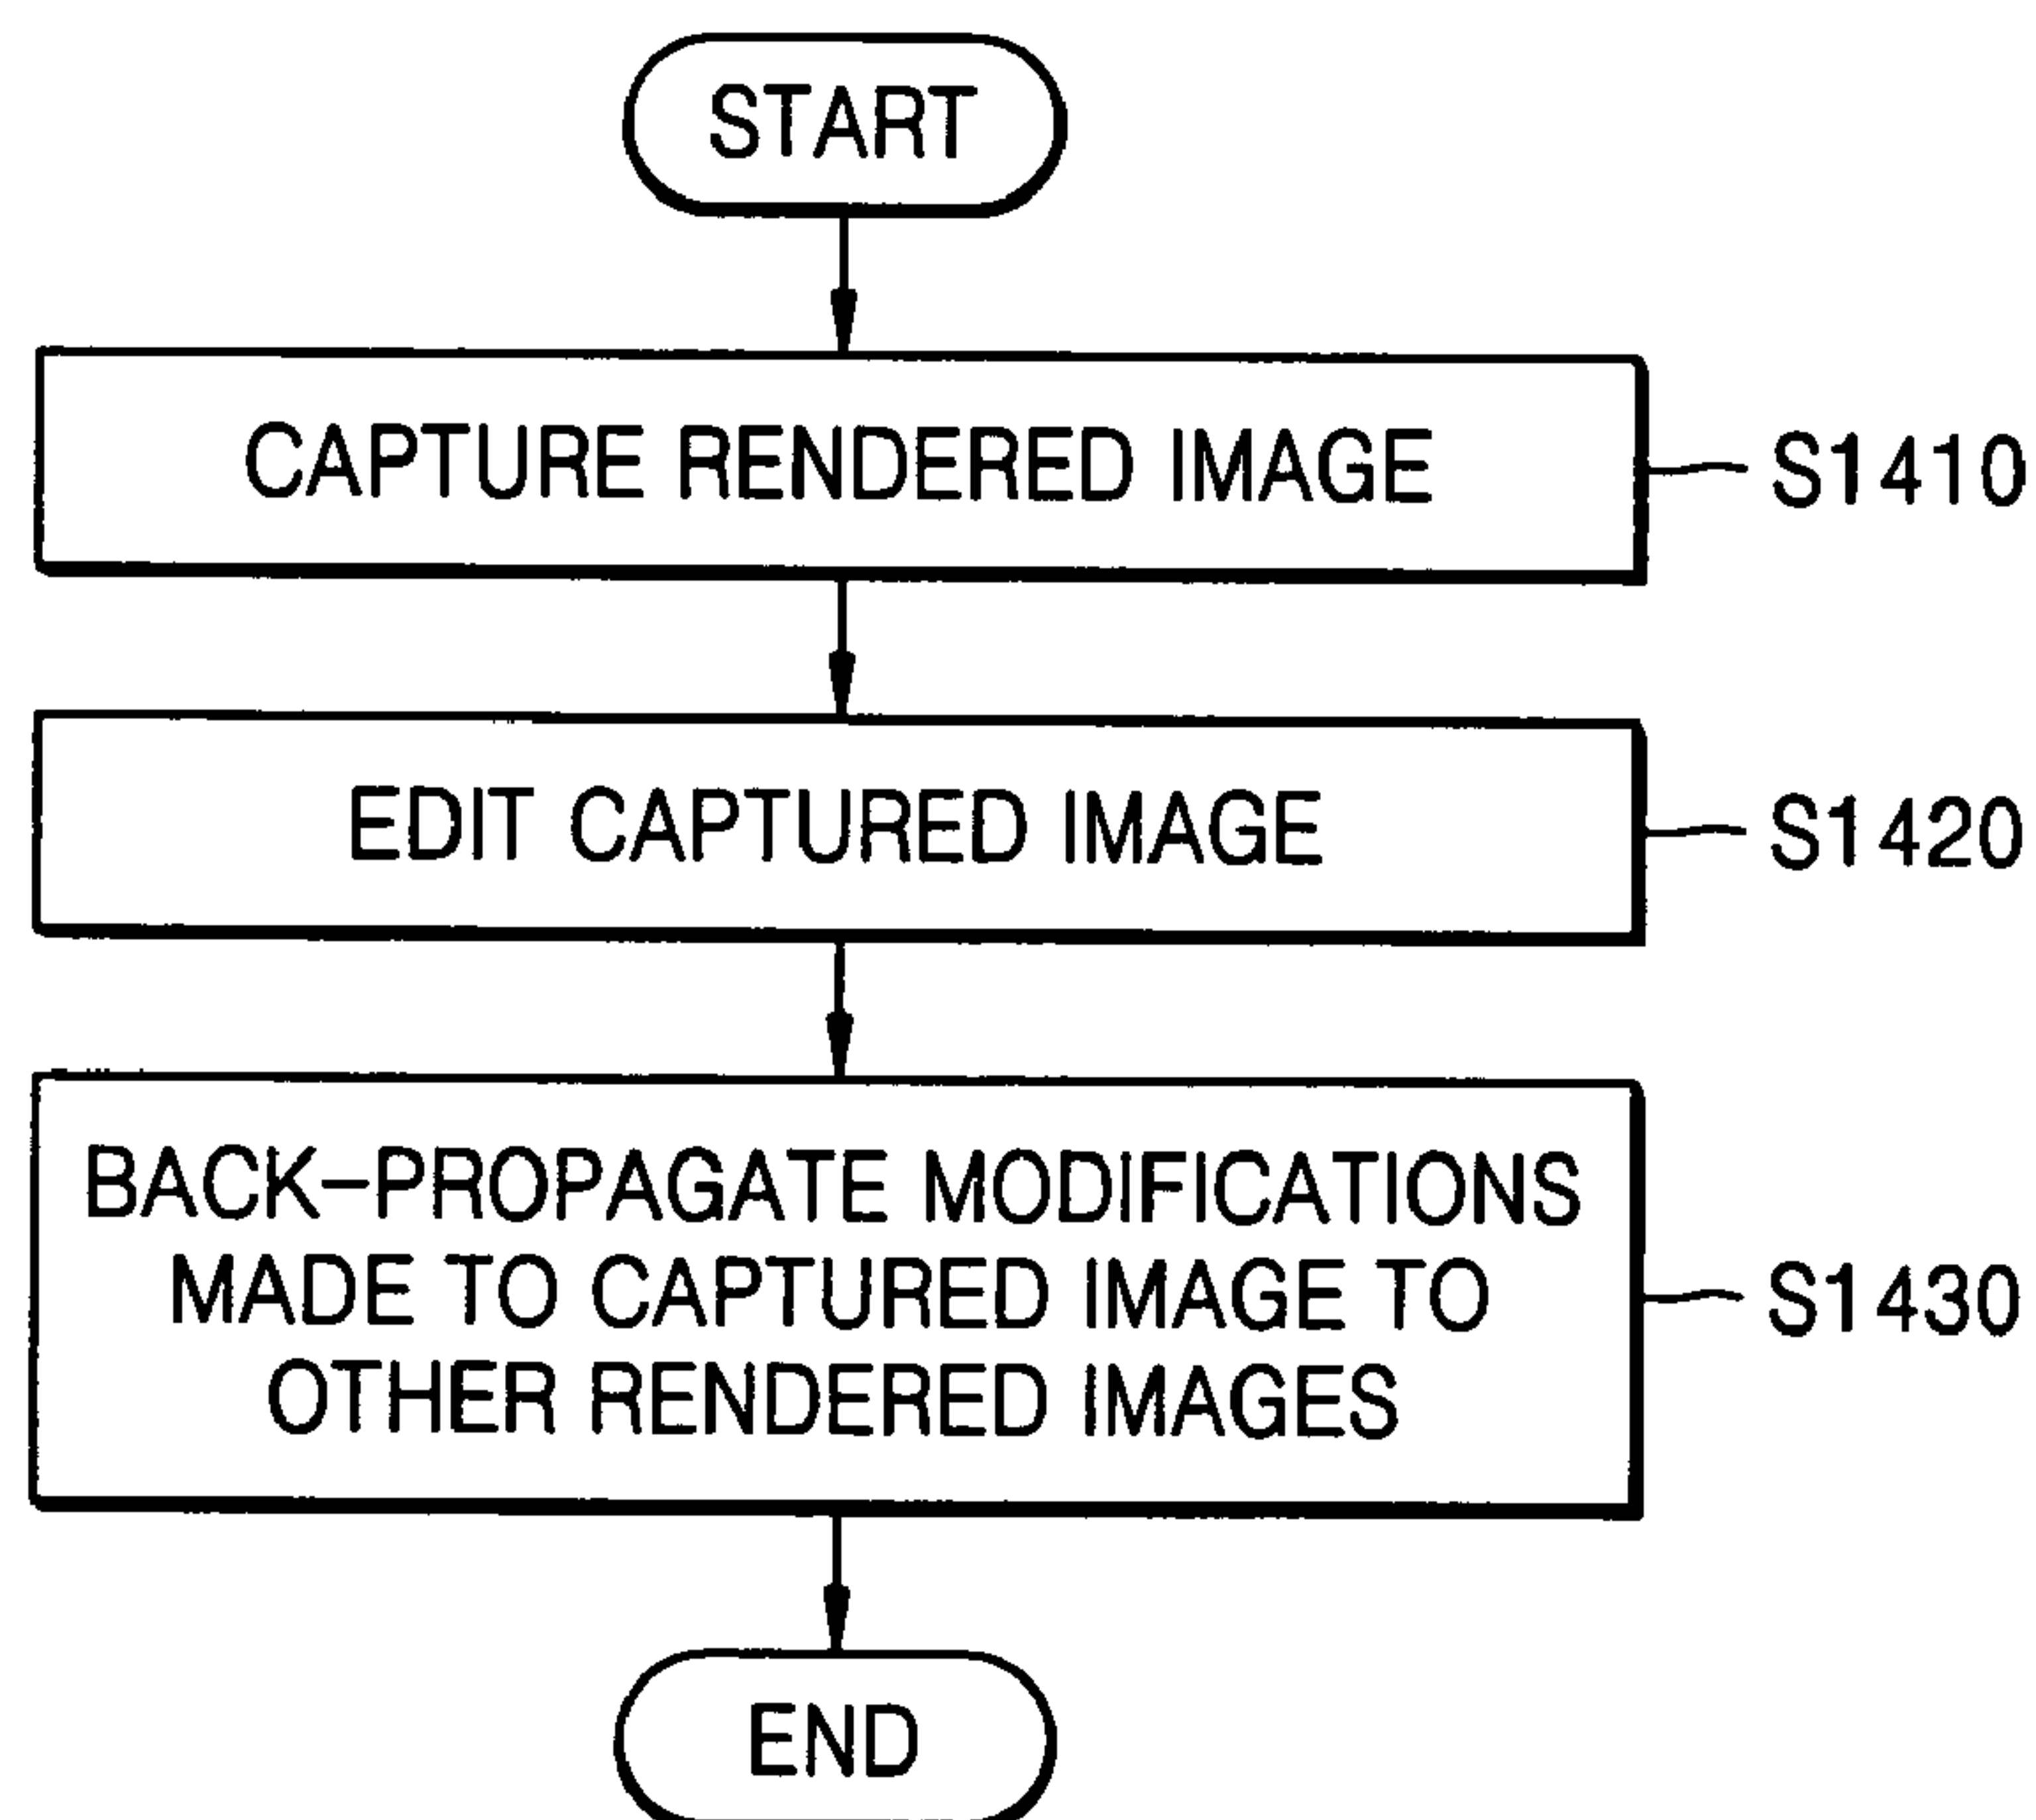 START
CAPTURE RENDERED IMAGE
S1410
EDIT CAPTURED IMAGE
S1420
BACK-PROPAGATE MODIFICATIONS
MADE TO CAPTURED IMAGE TO
OTHER RENDERED IMAGES
S1430
END